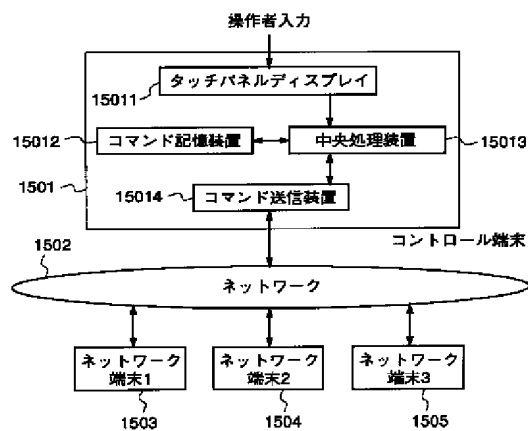 操作者入力
15011
タッチパネルディスプレイ
15012
コマンド記憶装置
中央処理装置
15013
1501
15014
コマンド送信装置
コントロール端末
1502
ネットワーク
ネットワーク
端末1
ネットワーク
端末2
ネットワーク
端末3
1503
1504
1505